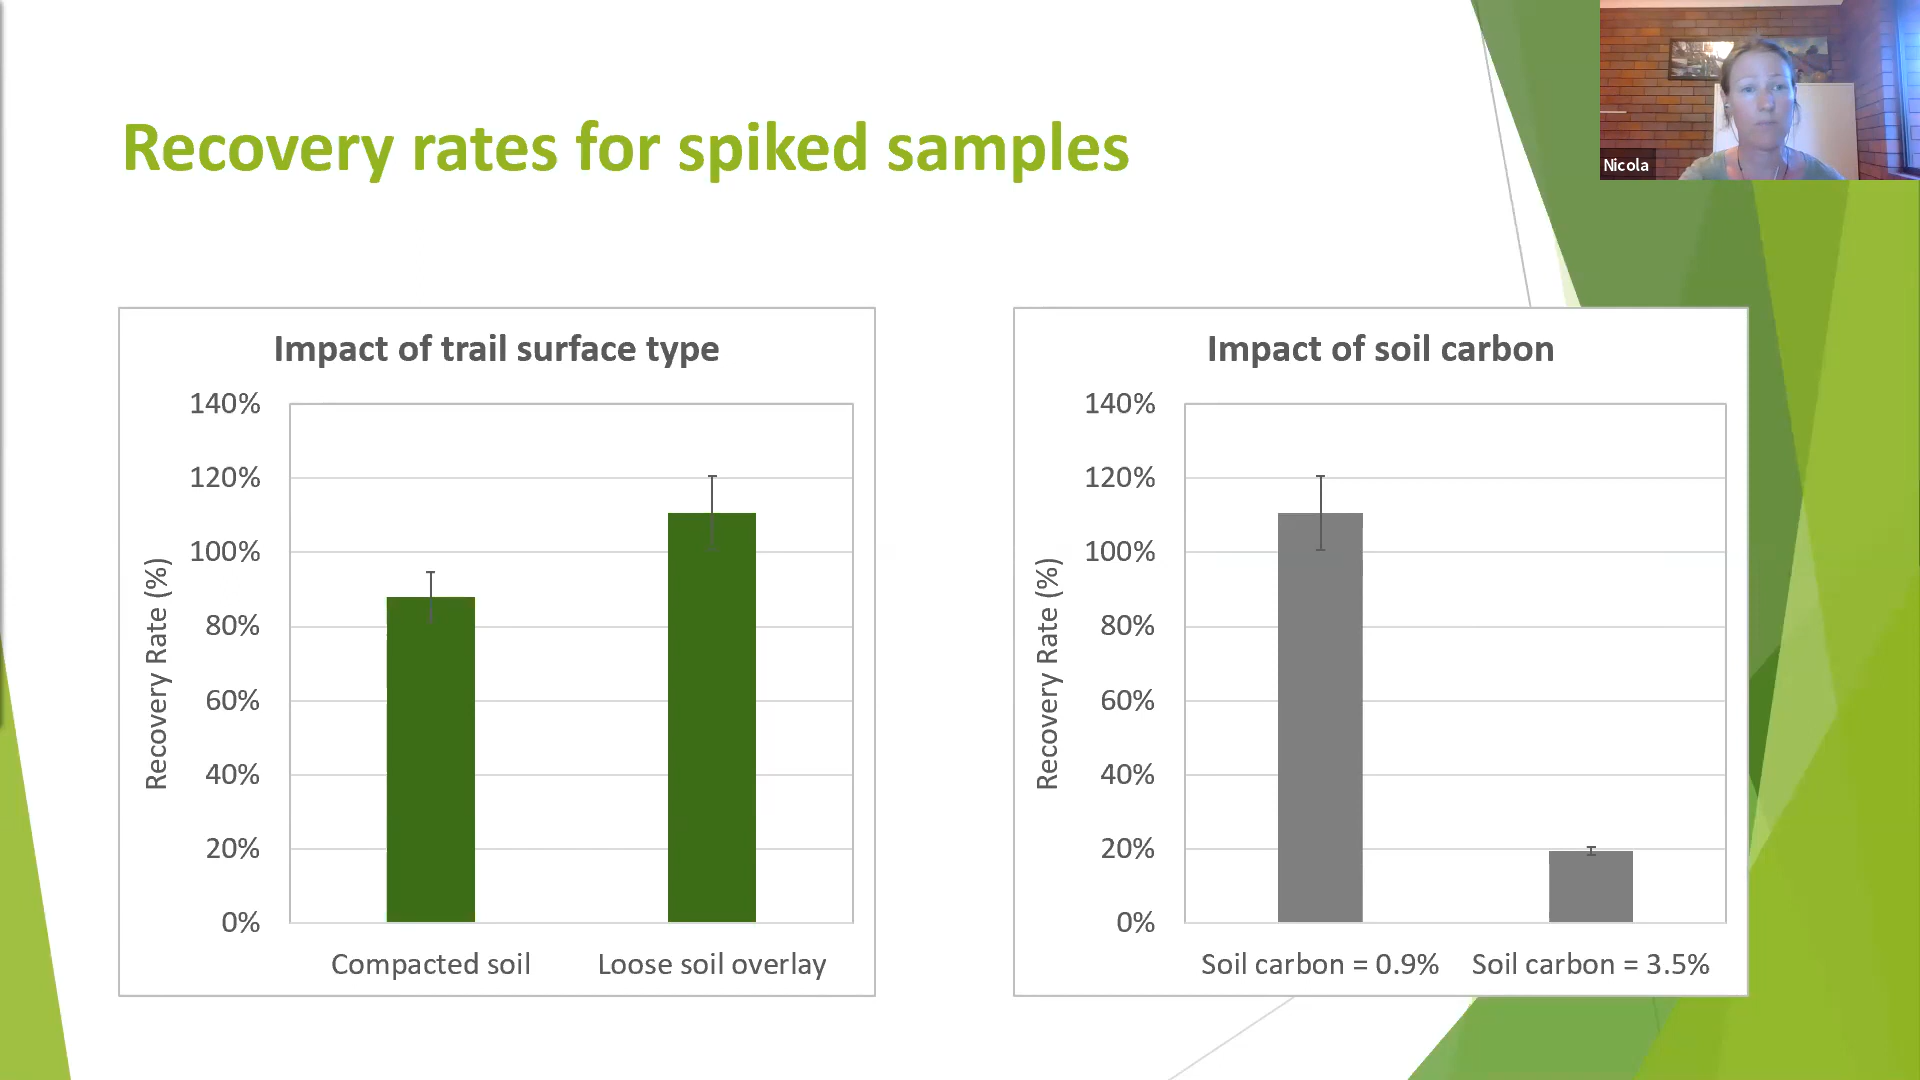 Recovery rates for spiked samples
Nicola
Impact of trail surface type
Recovery Rate (%)
140%
120%
100%
80%
60%
40%
20%
0%
Compacted soil
Loose soil overlay
Impact of soil carbon
Recovery Rate (%)
140%
120%
100%
80%
60%
40%
20%
0%
Soil carbon = 0.9%
Soil carbon = 3.5%